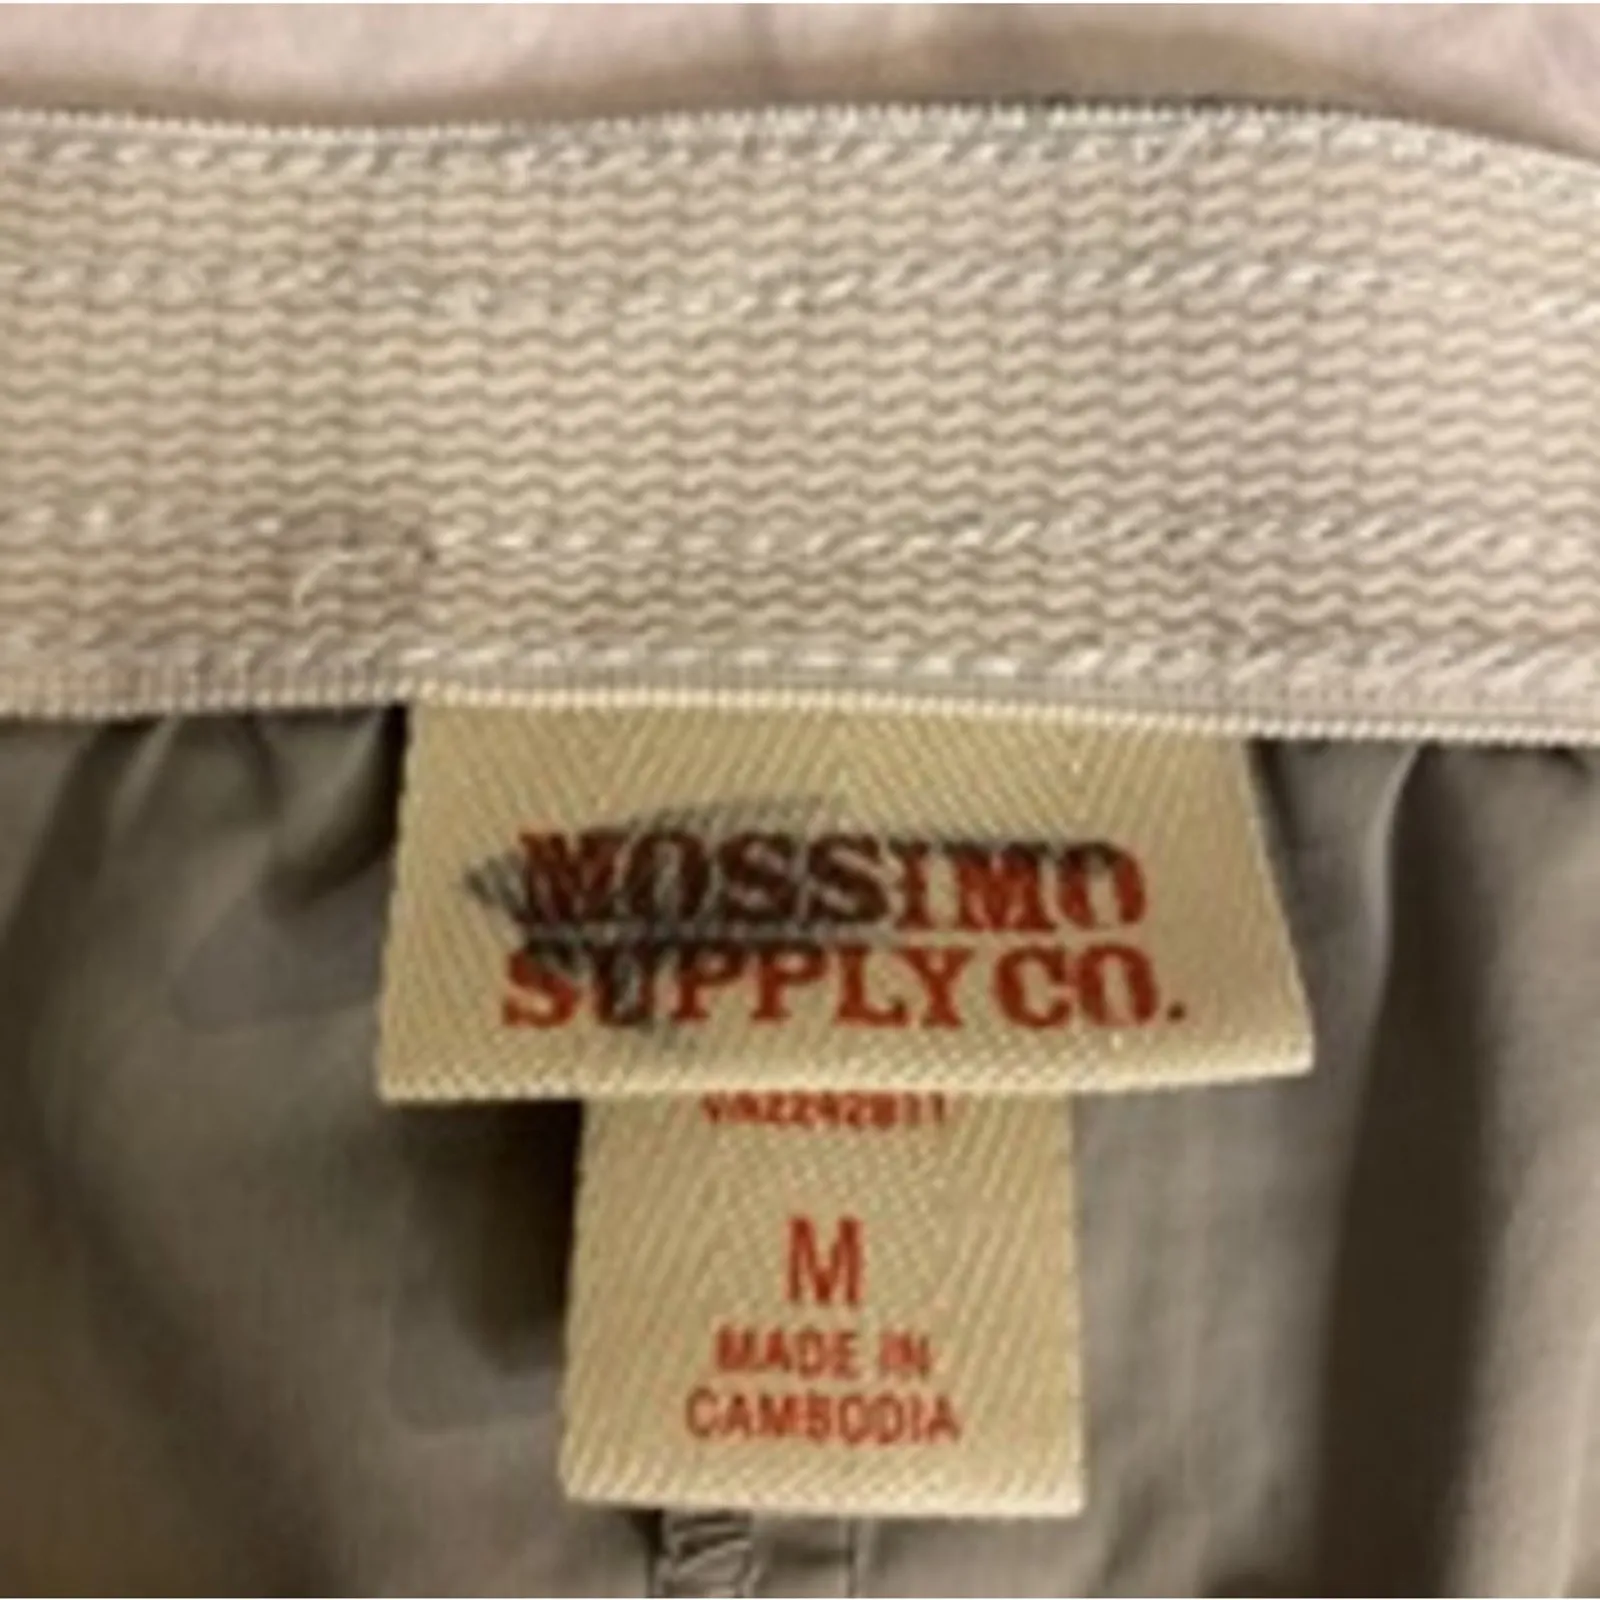 MOSSIMO
SUPPLY CO.
M
MADE IN
CAMBODIA